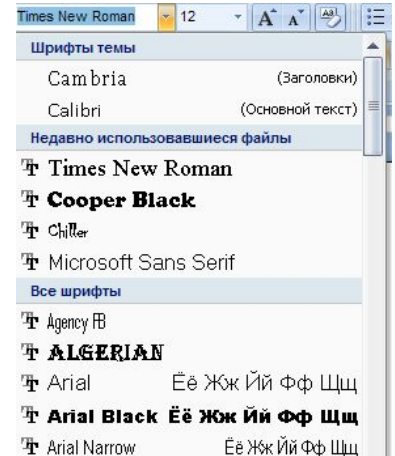 Times New Roman 12 A A Aa
Шрифты темы
Cambria (Заголовки)
Calibri (Основной текст)
Недавно использовавшиеся файлы
Times New Roman
Cooper Black
Chiller
Microsoft Sans Serif
Все шрифты
Agency FB
ALGERIAN
Arial Ёё Жж Йй Фф Щщ
Arial Black Ёё Жж Йй Фф Щщ
Arial Narrow Ёё Жж Йй Фф Щщ